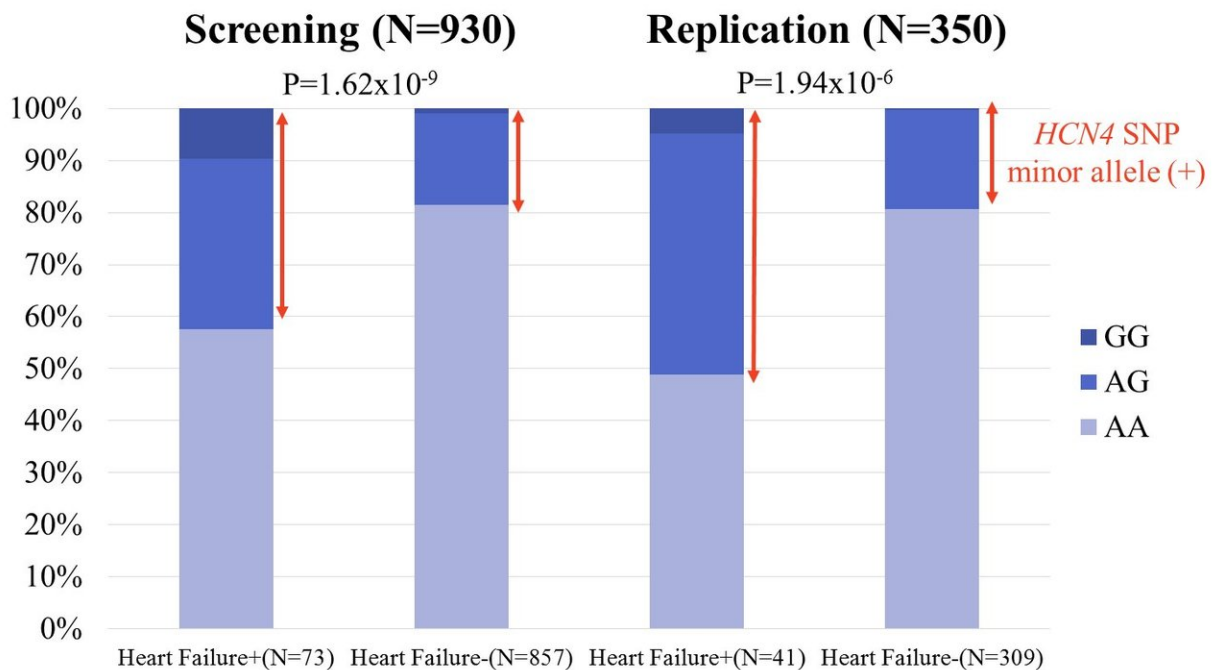 Screening (N=930)
Replication (N=350)
P=1.62x10⁻⁹
P=1.94x10⁻⁶
100%
90%
80%
70%
60%
50%
40%
30%
20%
10%
0%
HCN4 SNP
minor allele (+)
GG
AG
AA
Heart Failure+(N=73)
Heart Failure-(N=857)
Heart Failure+(N=41)
Heart Failure-(N=309)